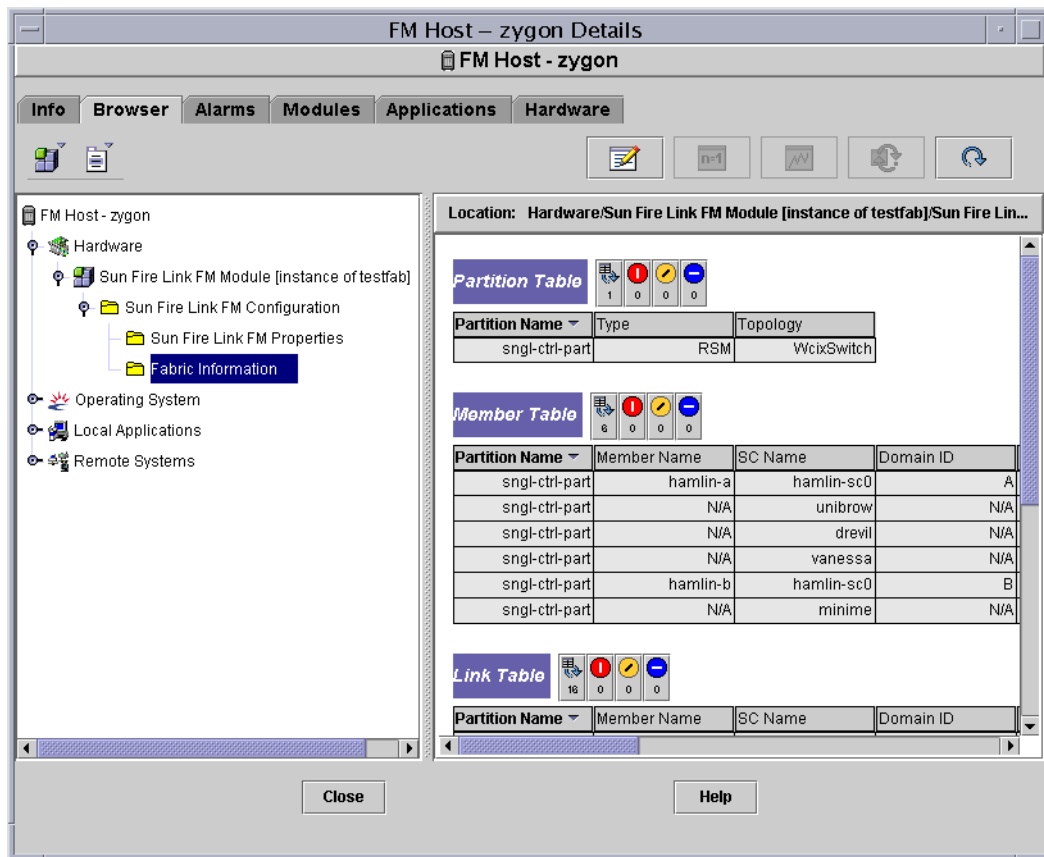 FM Host – zygon Details
FM Host - zygon
Info Browser Alarms Modules Applications Hardware
n=1
FM Host - zygon
Hardware
Sun Fire Link FM Module [instance of testfab]
Sun Fire Link FM Configuration
Sun Fire Link FM Properties
Fabric Information
Operating System
Local Applications
Remote Systems
Location: Hardware/Sun Fire Link FM Module [instance of testfab]/Sun Fire Lin...
Partition Table 1 0 0 0
Partition Name Type Topology
sngl-ctrl-part RSM WcixSwitch
Member Table 6 0 0 0
Partition Name Member Name SC Name Domain ID
sngl-ctrl-part hamlin-a hamlin-sc0 A
sngl-ctrl-part N/A unibrow N/A
sngl-ctrl-part N/A drevil N/A
sngl-ctrl-part N/A vanessa N/A
sngl-ctrl-part hamlin-b hamlin-sc0 B
sngl-ctrl-part N/A minime N/A
Link Table 16 0 0 0
Partition Name Member Name SC Name Domain ID
Close Help